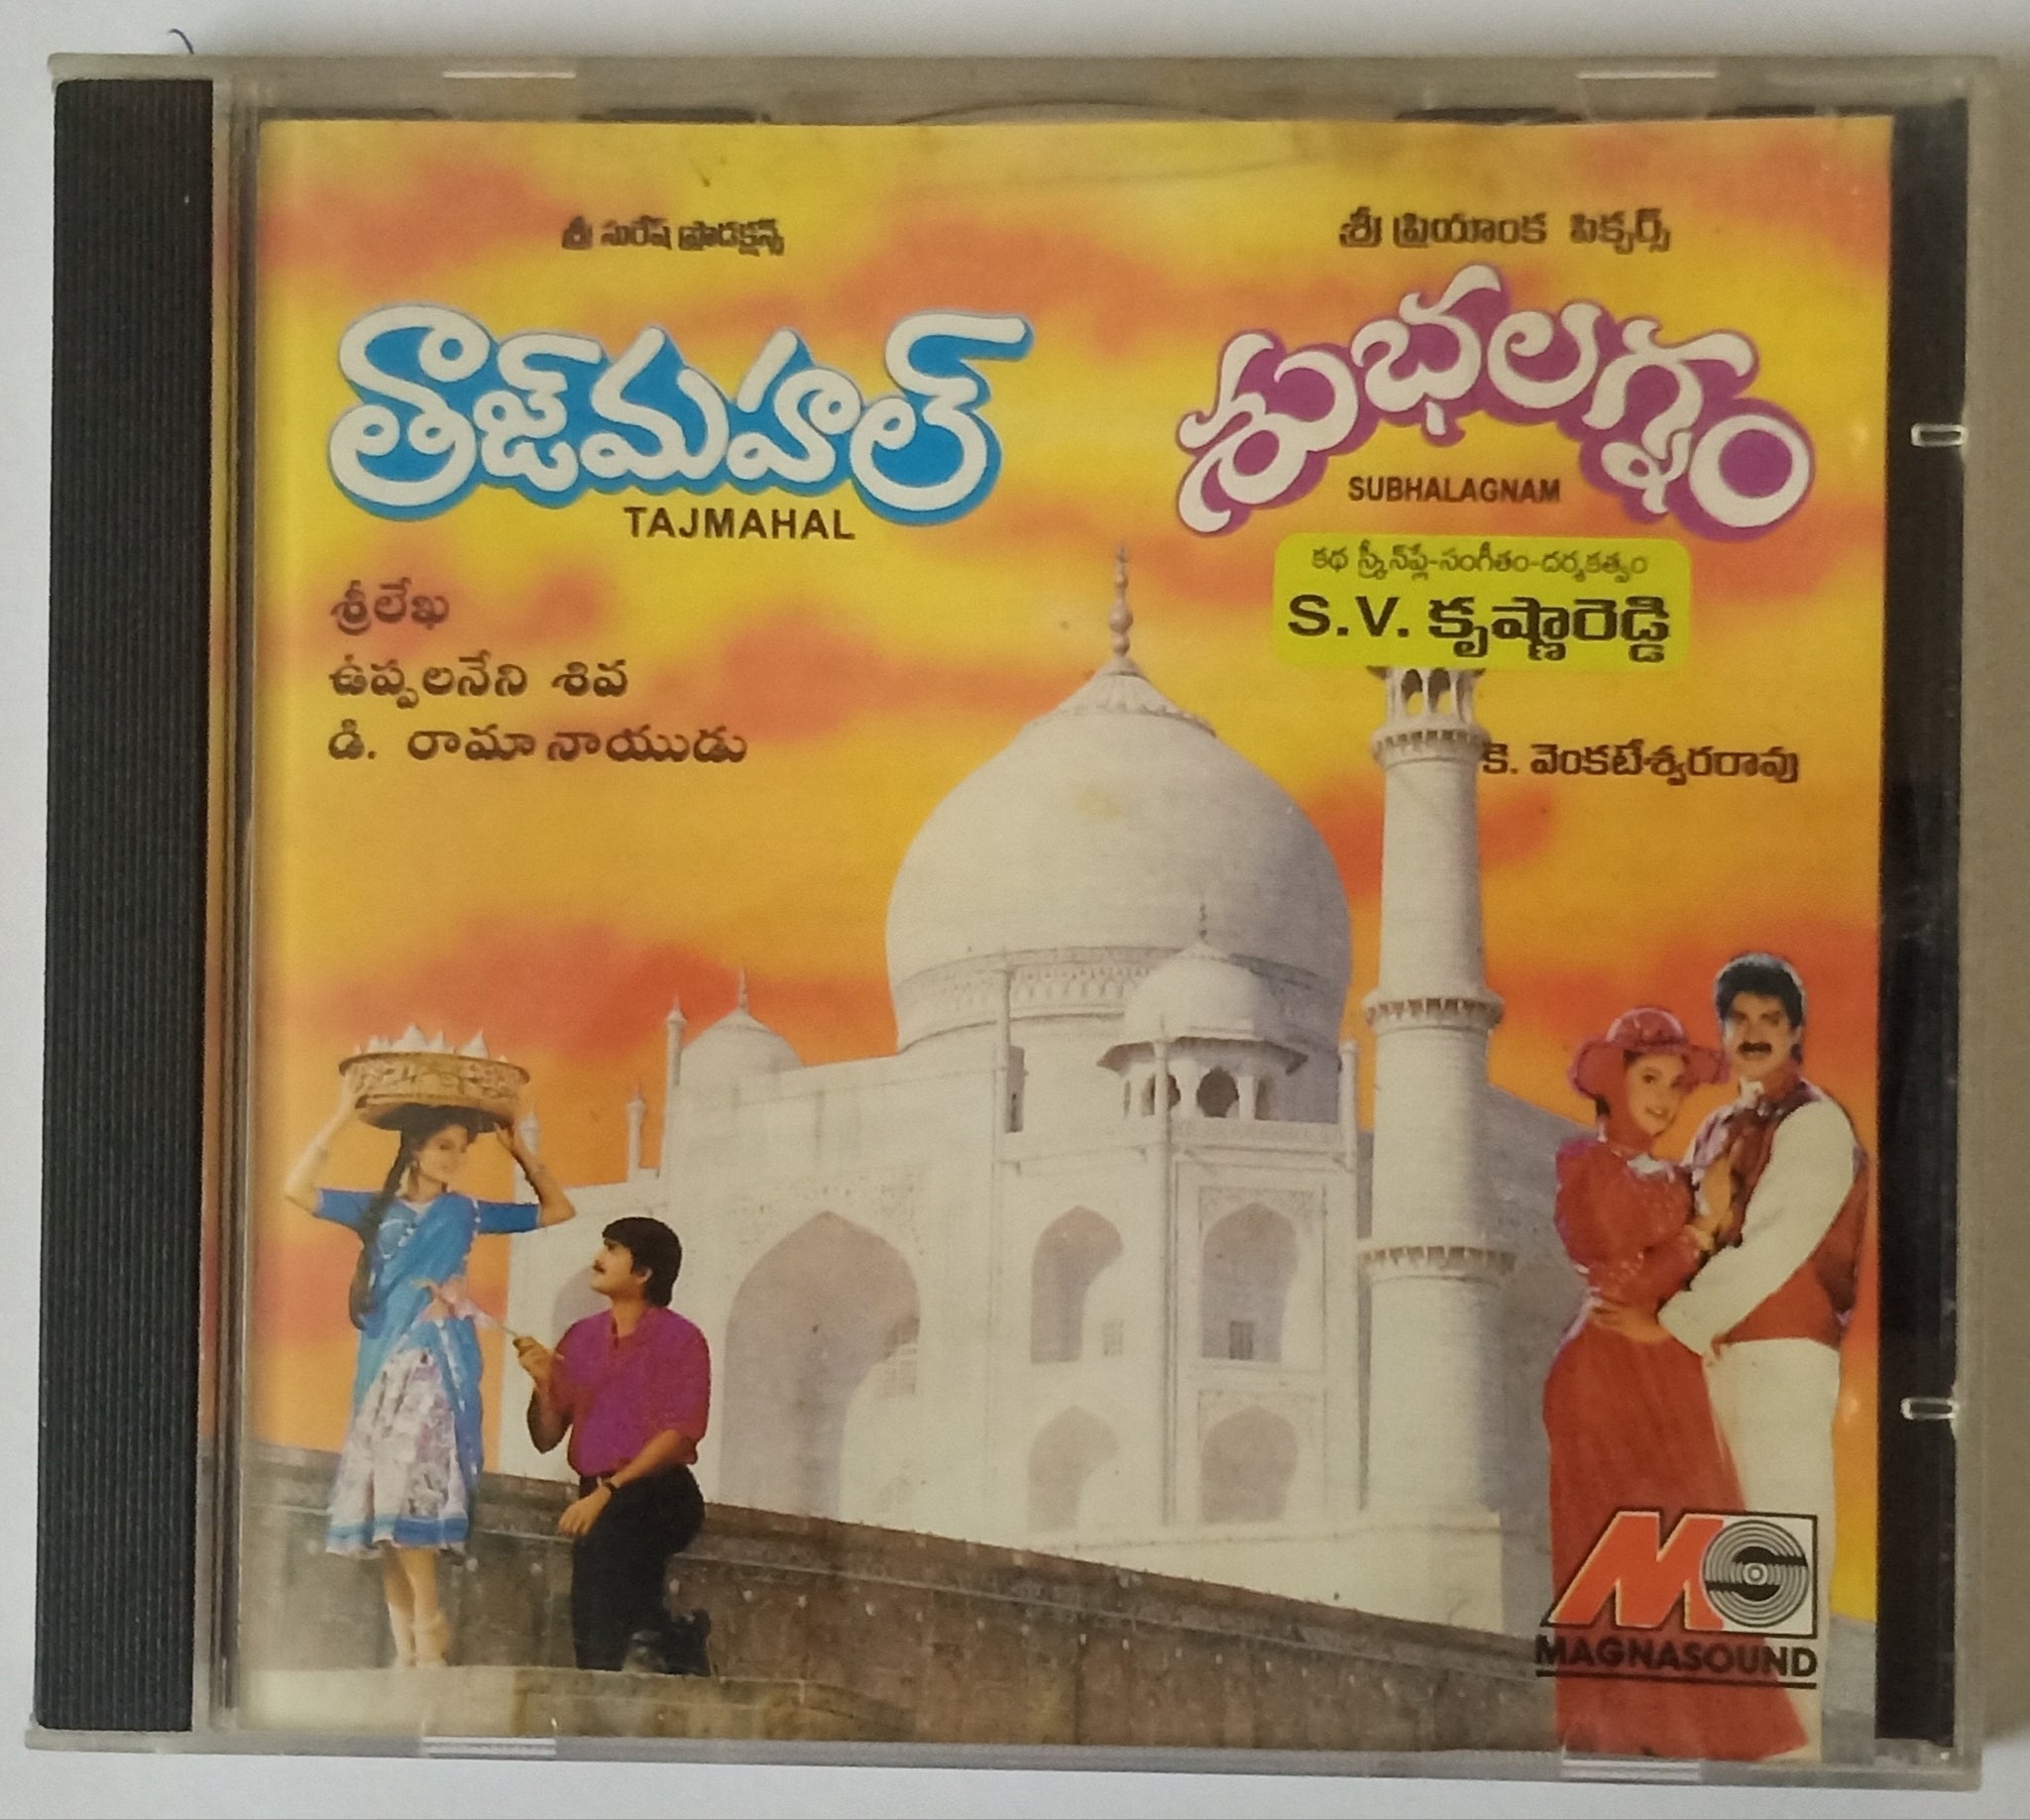 శ్రీ సురేష్ ప్రొడక్షన్స్
తాజ్‌మహల్
TAJMAHAL
శ్రీలేఖ
ఉప్పలనేని శివ
డి. రామానాయుడు
శ్రీ ప్రియాంక పిక్చర్స్
శుభలగ్నం
SUBHALAGNAM
కథ స్క్రీన్‌ప్లే-సంగీతం-దర్శకత్వం
S.V. కృష్ణారెడ్డి
కె. వెంకటేశ్వరరావు
MAGNASOUND